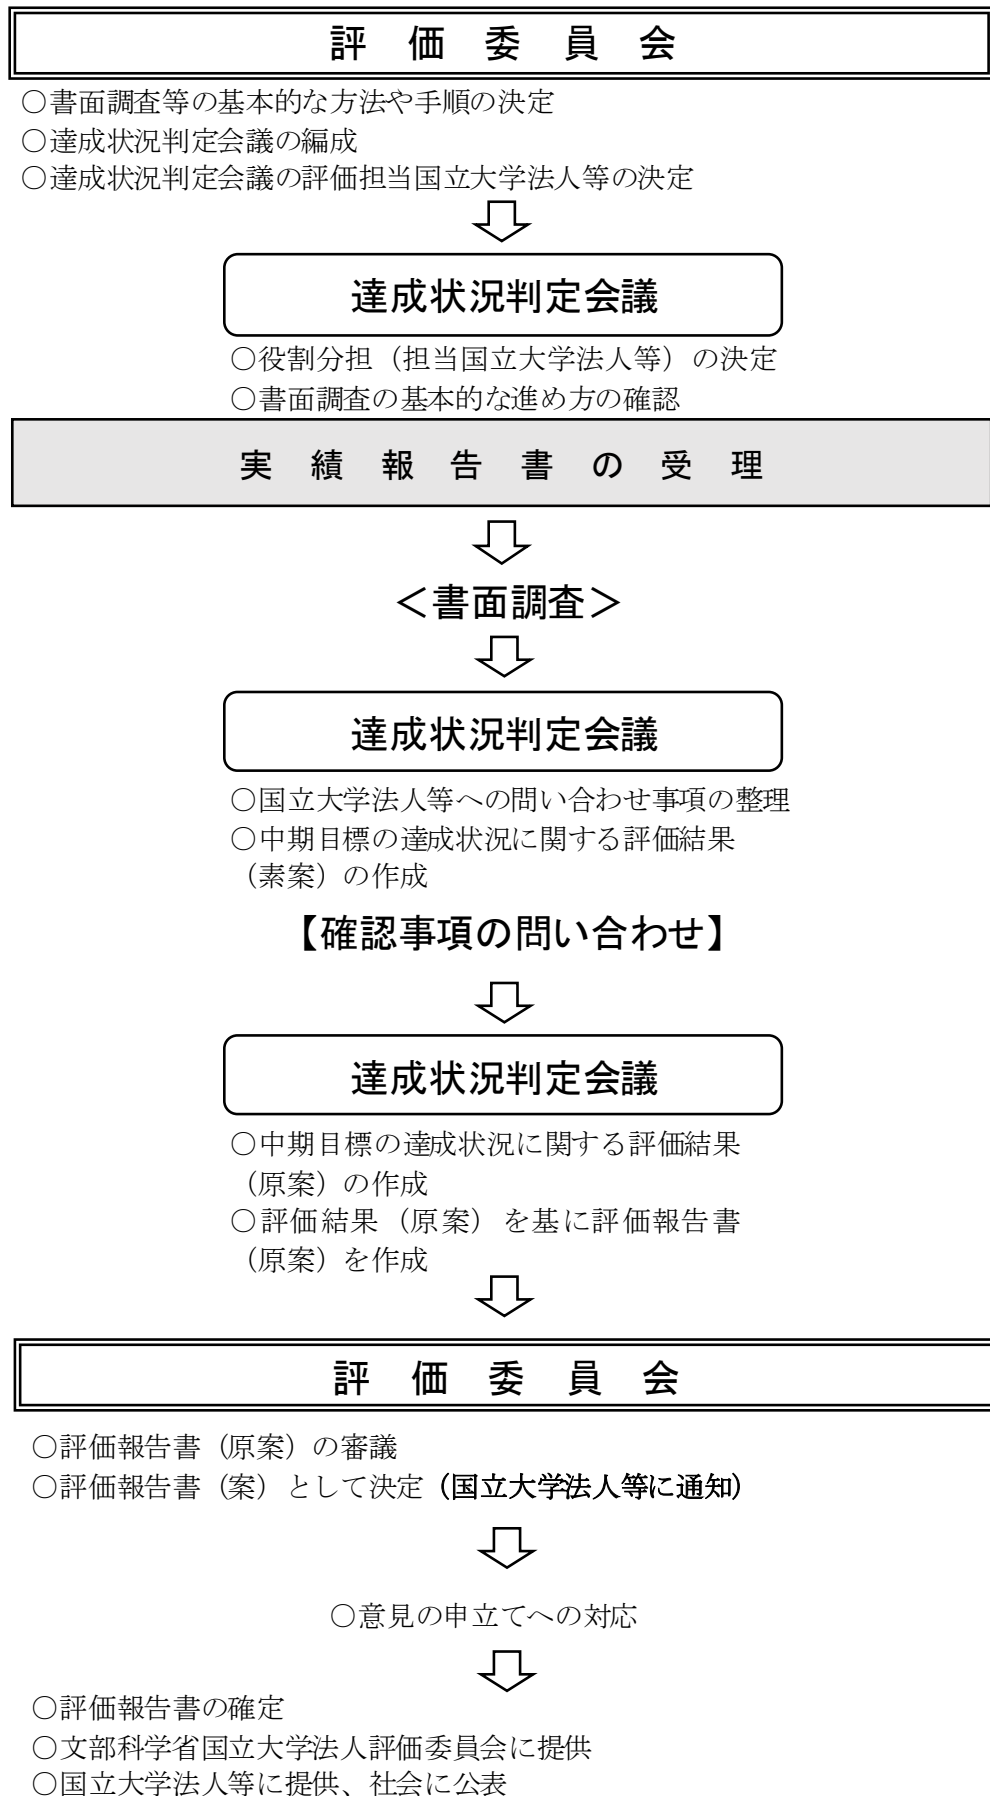 評 価 委 員 会
○書面調査等の基本的な方法や手順の決定
○達成状況判定会議の編成
○達成状況判定会議の評価担当国立大学法人等の決定
達成状況判定会議
○役割分担（担当国立大学法人等）の決定
○書面調査の基本的な進め方の確認
実 績 報 告 書 の 受 理
＜書面調査＞
達成状況判定会議
○国立大学法人等への問い合わせ事項の整理
○中期目標の達成状況に関する評価結果
（素案）の作成
【確認事項の問い合わせ】
達成状況判定会議
○中期目標の達成状況に関する評価結果
（原案）の作成
○評価結果（原案）を基に評価報告書
（原案）を作成
評 価 委 員 会
○評価報告書（原案）の審議
○評価報告書（案）として決定（国立大学法人等に通知）
○意見の申立てへの対応
○評価報告書の確定
○文部科学省国立大学法人評価委員会に提供
○国立大学法人等に提供、社会に公表